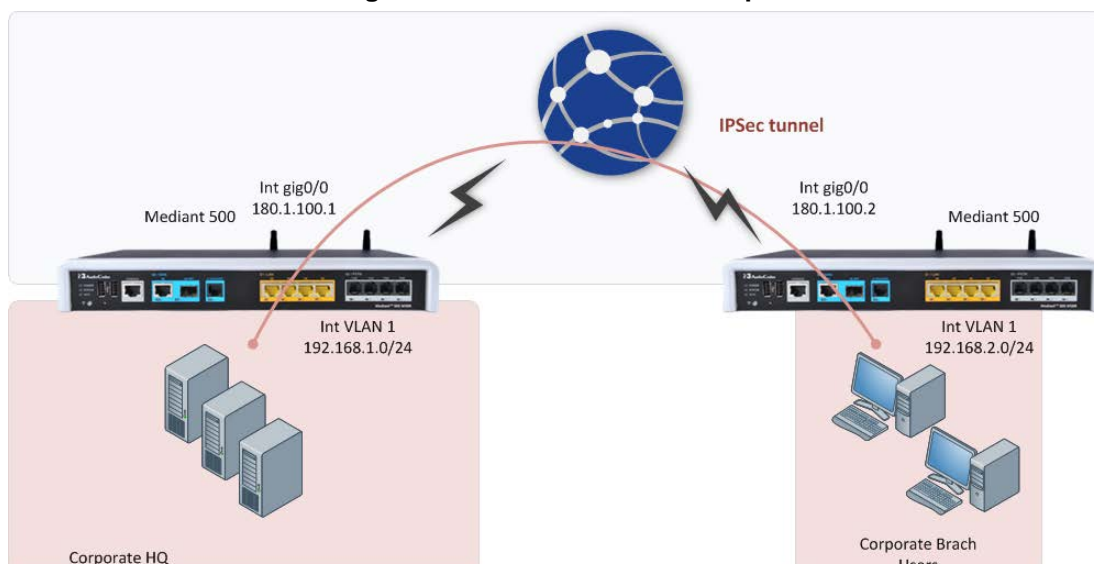 IPSec tunnel
Int gig0/0
180.1.100.1
Mediant 500
Int gig0/0
180.1.100.2
Mediant 500
AudioCodes
Int VLAN 1
192.168.1.0/24
Int VLAN 1
192.168.2.0/24
Corporate HQ
Corporate Brach
Users